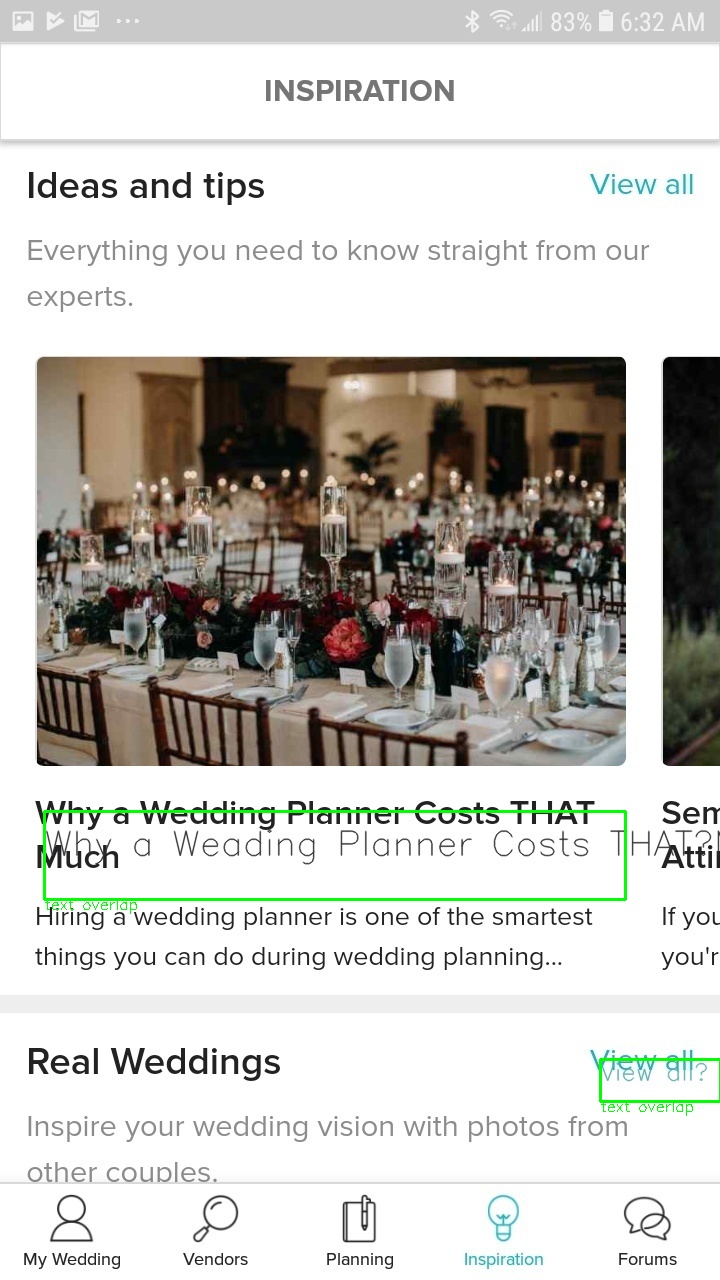 83% 6:32 AM
INSPIRATION
Ideas and tips
View all
Everything you need to know straight from our
experts.
Why a Wedding Planner Costs THAT
Why a Weading Planner Costs THAT?
Much
text overlap
Hiring a wedding planner is one of the smartest
things you can do during wedding planning...
Sem
Attir
If you
you'r
Real Weddings
View all
View all?
text overlap
Inspire your wedding vision with photos from
other couples.
My Wedding
Vendors
Planning
Inspiration
Forums